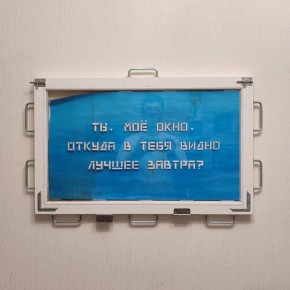 ТЫ, МОЁ ОКНО,
ОТКУДА В ТЕБЯ ВИДНО
ЛУЧШЕЕ ЗАВТРА?